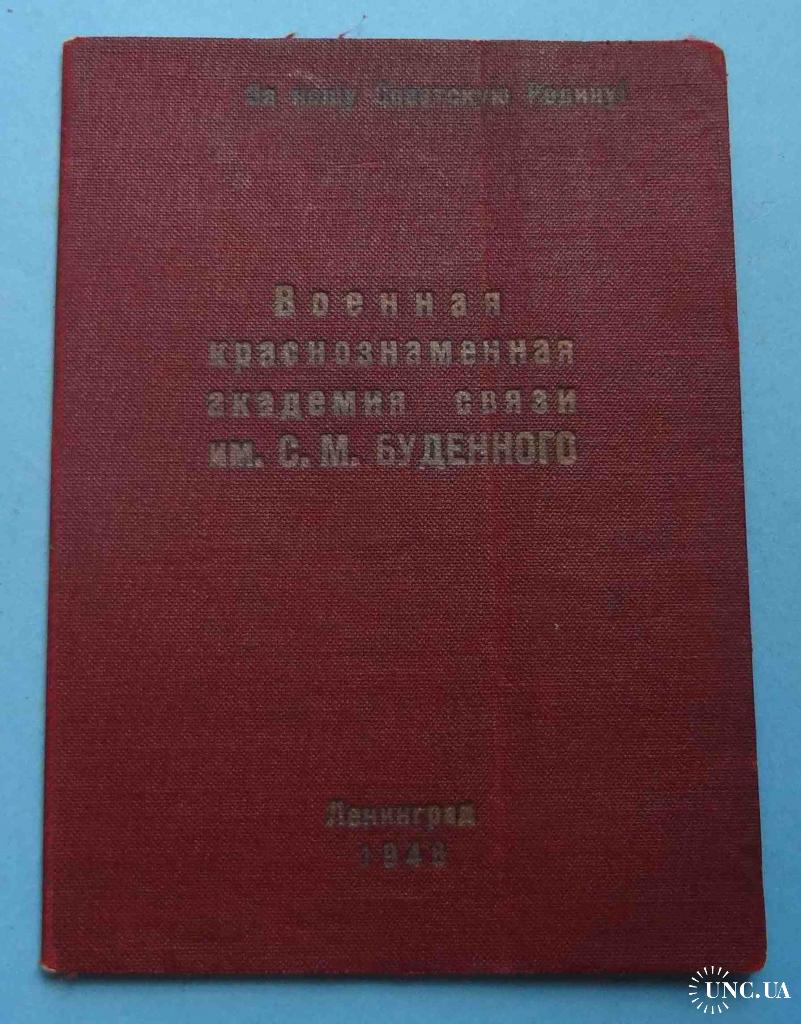 За нашу Советскую Родину!
Военная
краснознаменная
академия связи
им. С. М. БУДЕННОГО
Ленинград
UNC.UA